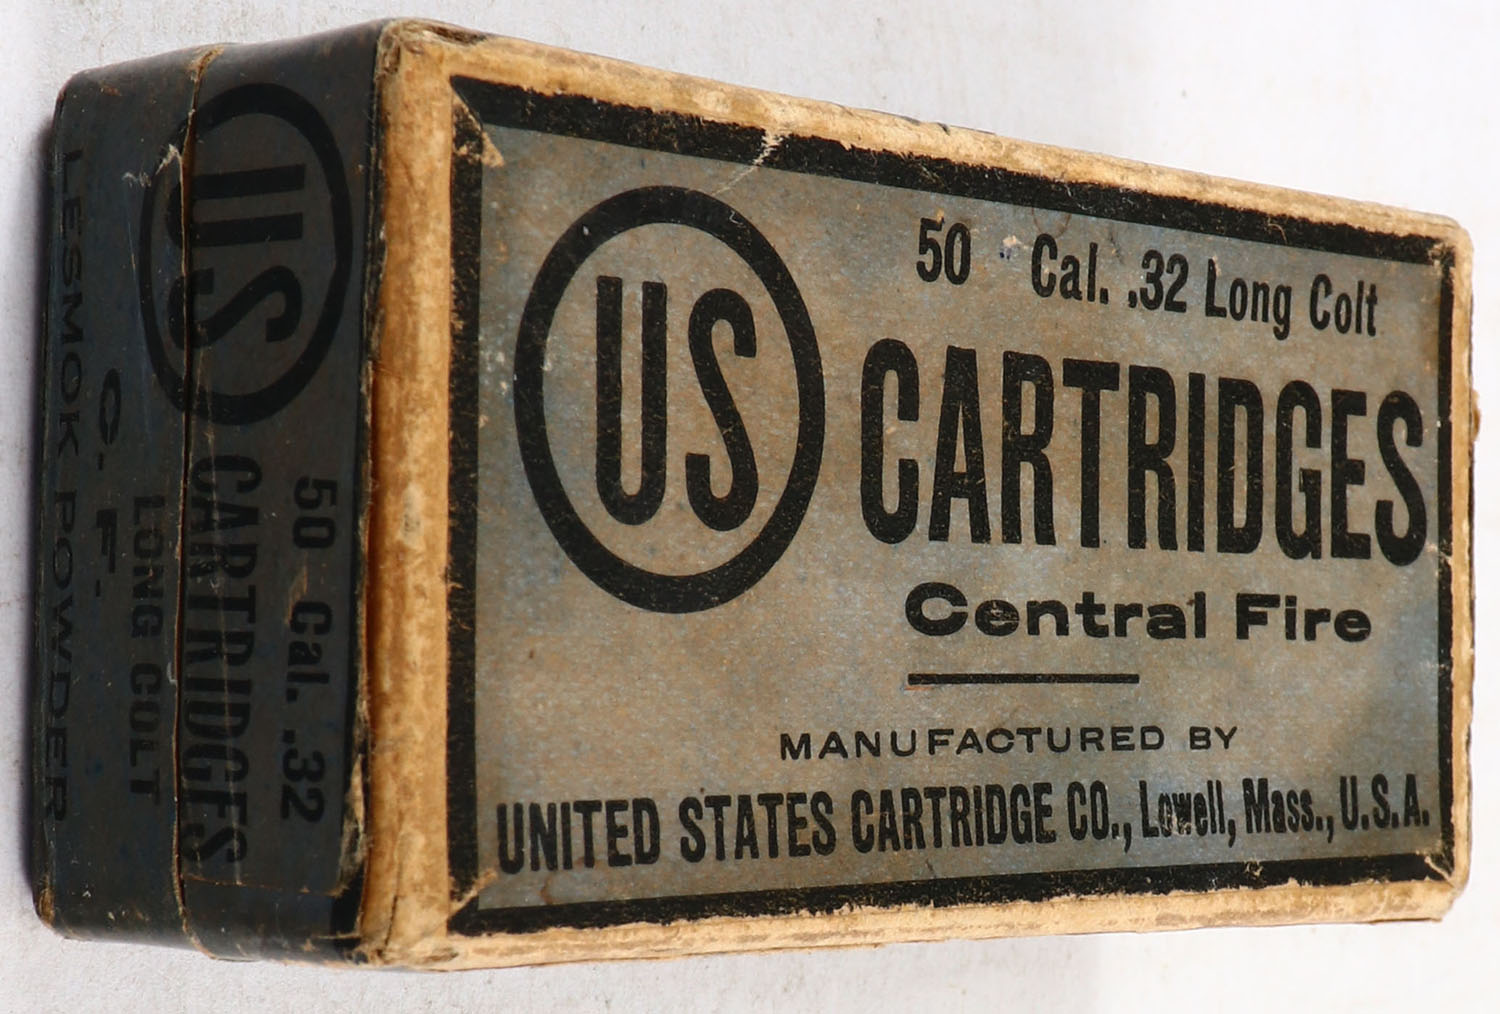 50 Cal. .32 Long Colt
US
CARTRIDGES
Central Fire
MANUFACTURED BY
UNITED STATES CARTRIDGE CO., Lowell, Mass., U.S.A.
50 Cal. .32
US CARTRIDGES
LONG COLT
C. F.
LESMOK POWDER